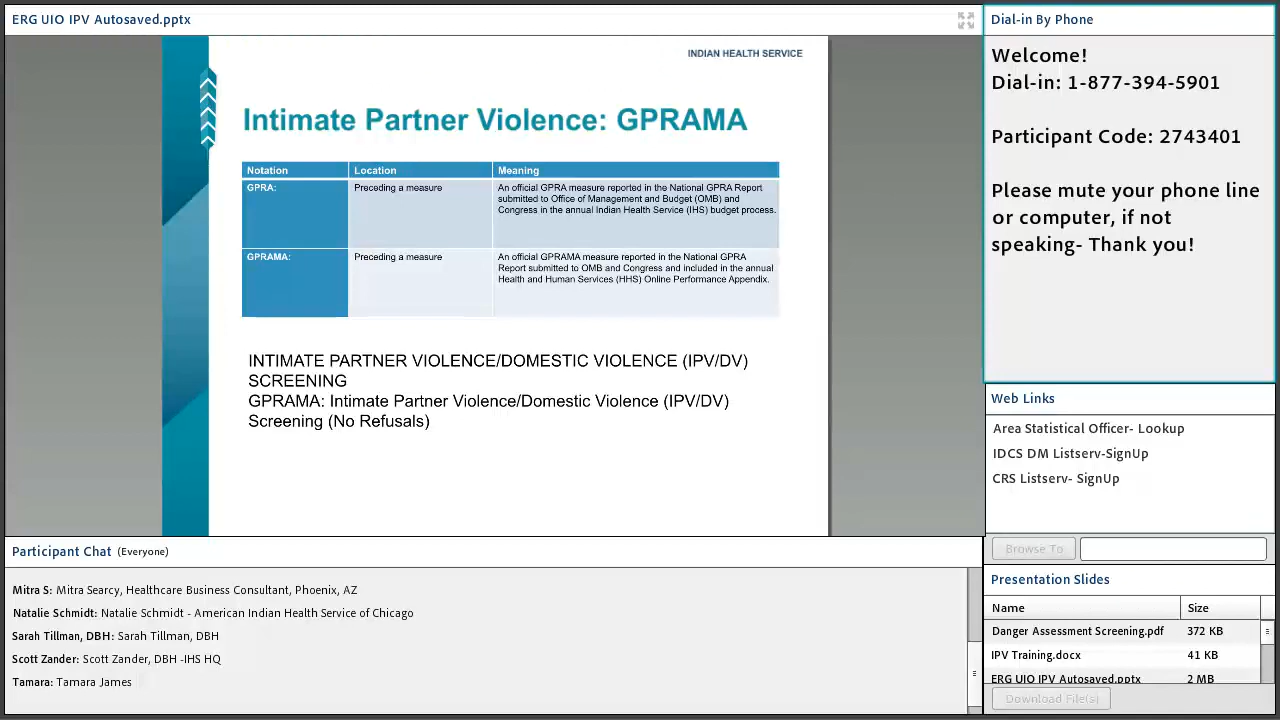 ERG UIO IPV Autosaved.pptx
INDIAN HEALTH SERVICE
Intimate Partner Violence: GPRAMA
Notation Location Meaning
GPRA: Preceding a measure An official GPRA measure reported in the National GPRA Report
submitted to Office of Management and Budget (OMB) and
Congress in the annual Indian Health Service (IHS) budget process.
GPRAMA: Preceding a measure An official GPRAMA measure reported in the National GPRA
Report submitted to OMB and Congress and included in the annual
Health and Human Services (HHS) Online Performance Appendix.
INTIMATE PARTNER VIOLENCE/DOMESTIC VIOLENCE (IPV/DV)
SCREENING
GPRAMA: Intimate Partner Violence/Domestic Violence (IPV/DV)
Screening (No Refusals)
Participant Chat (Everyone)
Mitra S: Mitra Searcy, Healthcare Business Consultant, Phoenix, AZ
Natalie Schmidt: Natalie Schmidt - American Indian Health Service of Chicago
Sarah Tillman, DBH: Sarah Tillman, DBH
Scott Zander: Scott Zander, DBH -IHS HQ
Tamara: Tamara James
Dial-in By Phone
Welcome!
Dial-in: 1-877-394-5901
Participant Code: 2743401
Please mute your phone line
or computer, if not
speaking- Thank you!
Web Links
Area Statistical Officer- Lookup
IDCS DM Listserv-SignUp
CRS Listserv- SignUp
Browse To
Presentation Slides
Name Size
Danger Assessment Screening.pdf 372 KB
IPV Training.docx 41 KB
ERG UIO IPV Autosaved.pptx 2 MB
Download File(s)